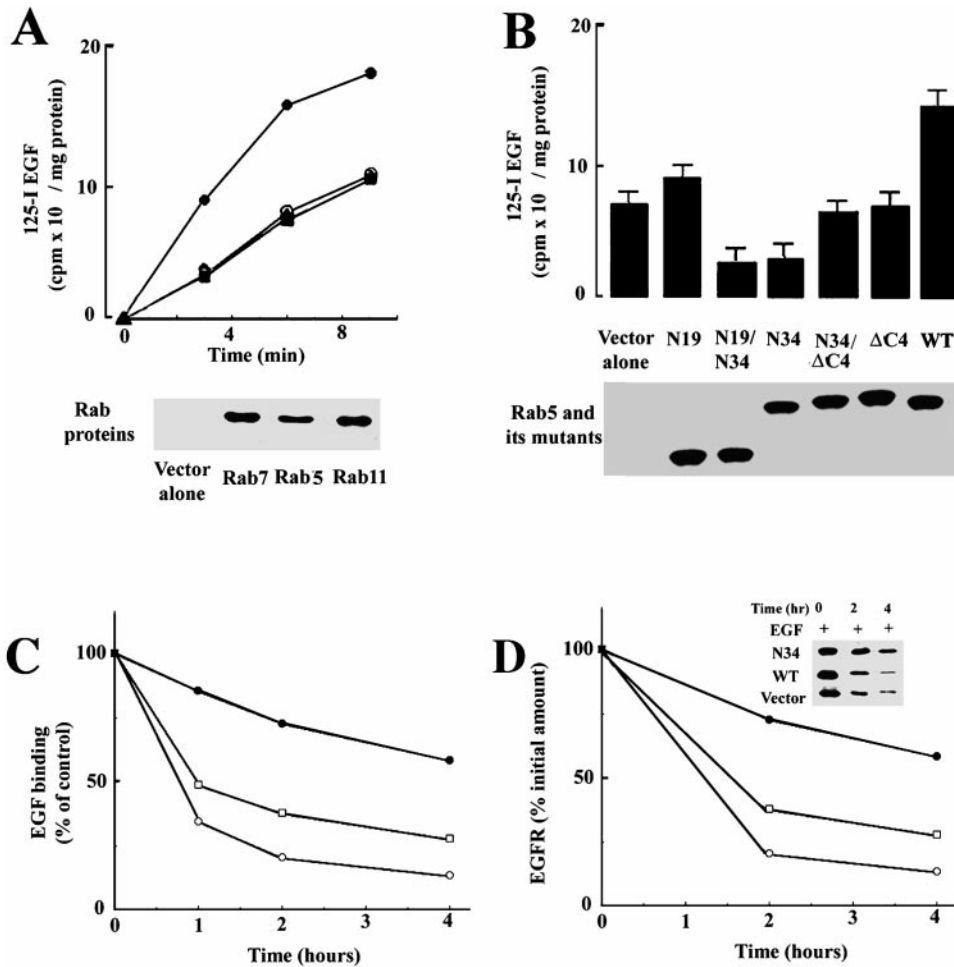 A
20
10
0
125-I EGF
(cpm x 10 / mg protein)
0 4 8
Time (min)
Rab
proteins
Vector
alone
Rab7 Rab5 Rab11
B
20
10
0
125-I EGF
(cpm x 10 / mg protein)
Vector
alone
N19
N19/
N34
N34
N34/
ΔC4
ΔC4
WT
Rab5 and
its mutants
C
100
50
0
EGF binding
(% of control)
0 1 2 3 4
Time (hours)
D
Time (hr) 0 2 4
EGF + + +
N34
WT
Vector
100
50
0
EGFR (% initial amount)
0 1 2 3 4
Time (hours)